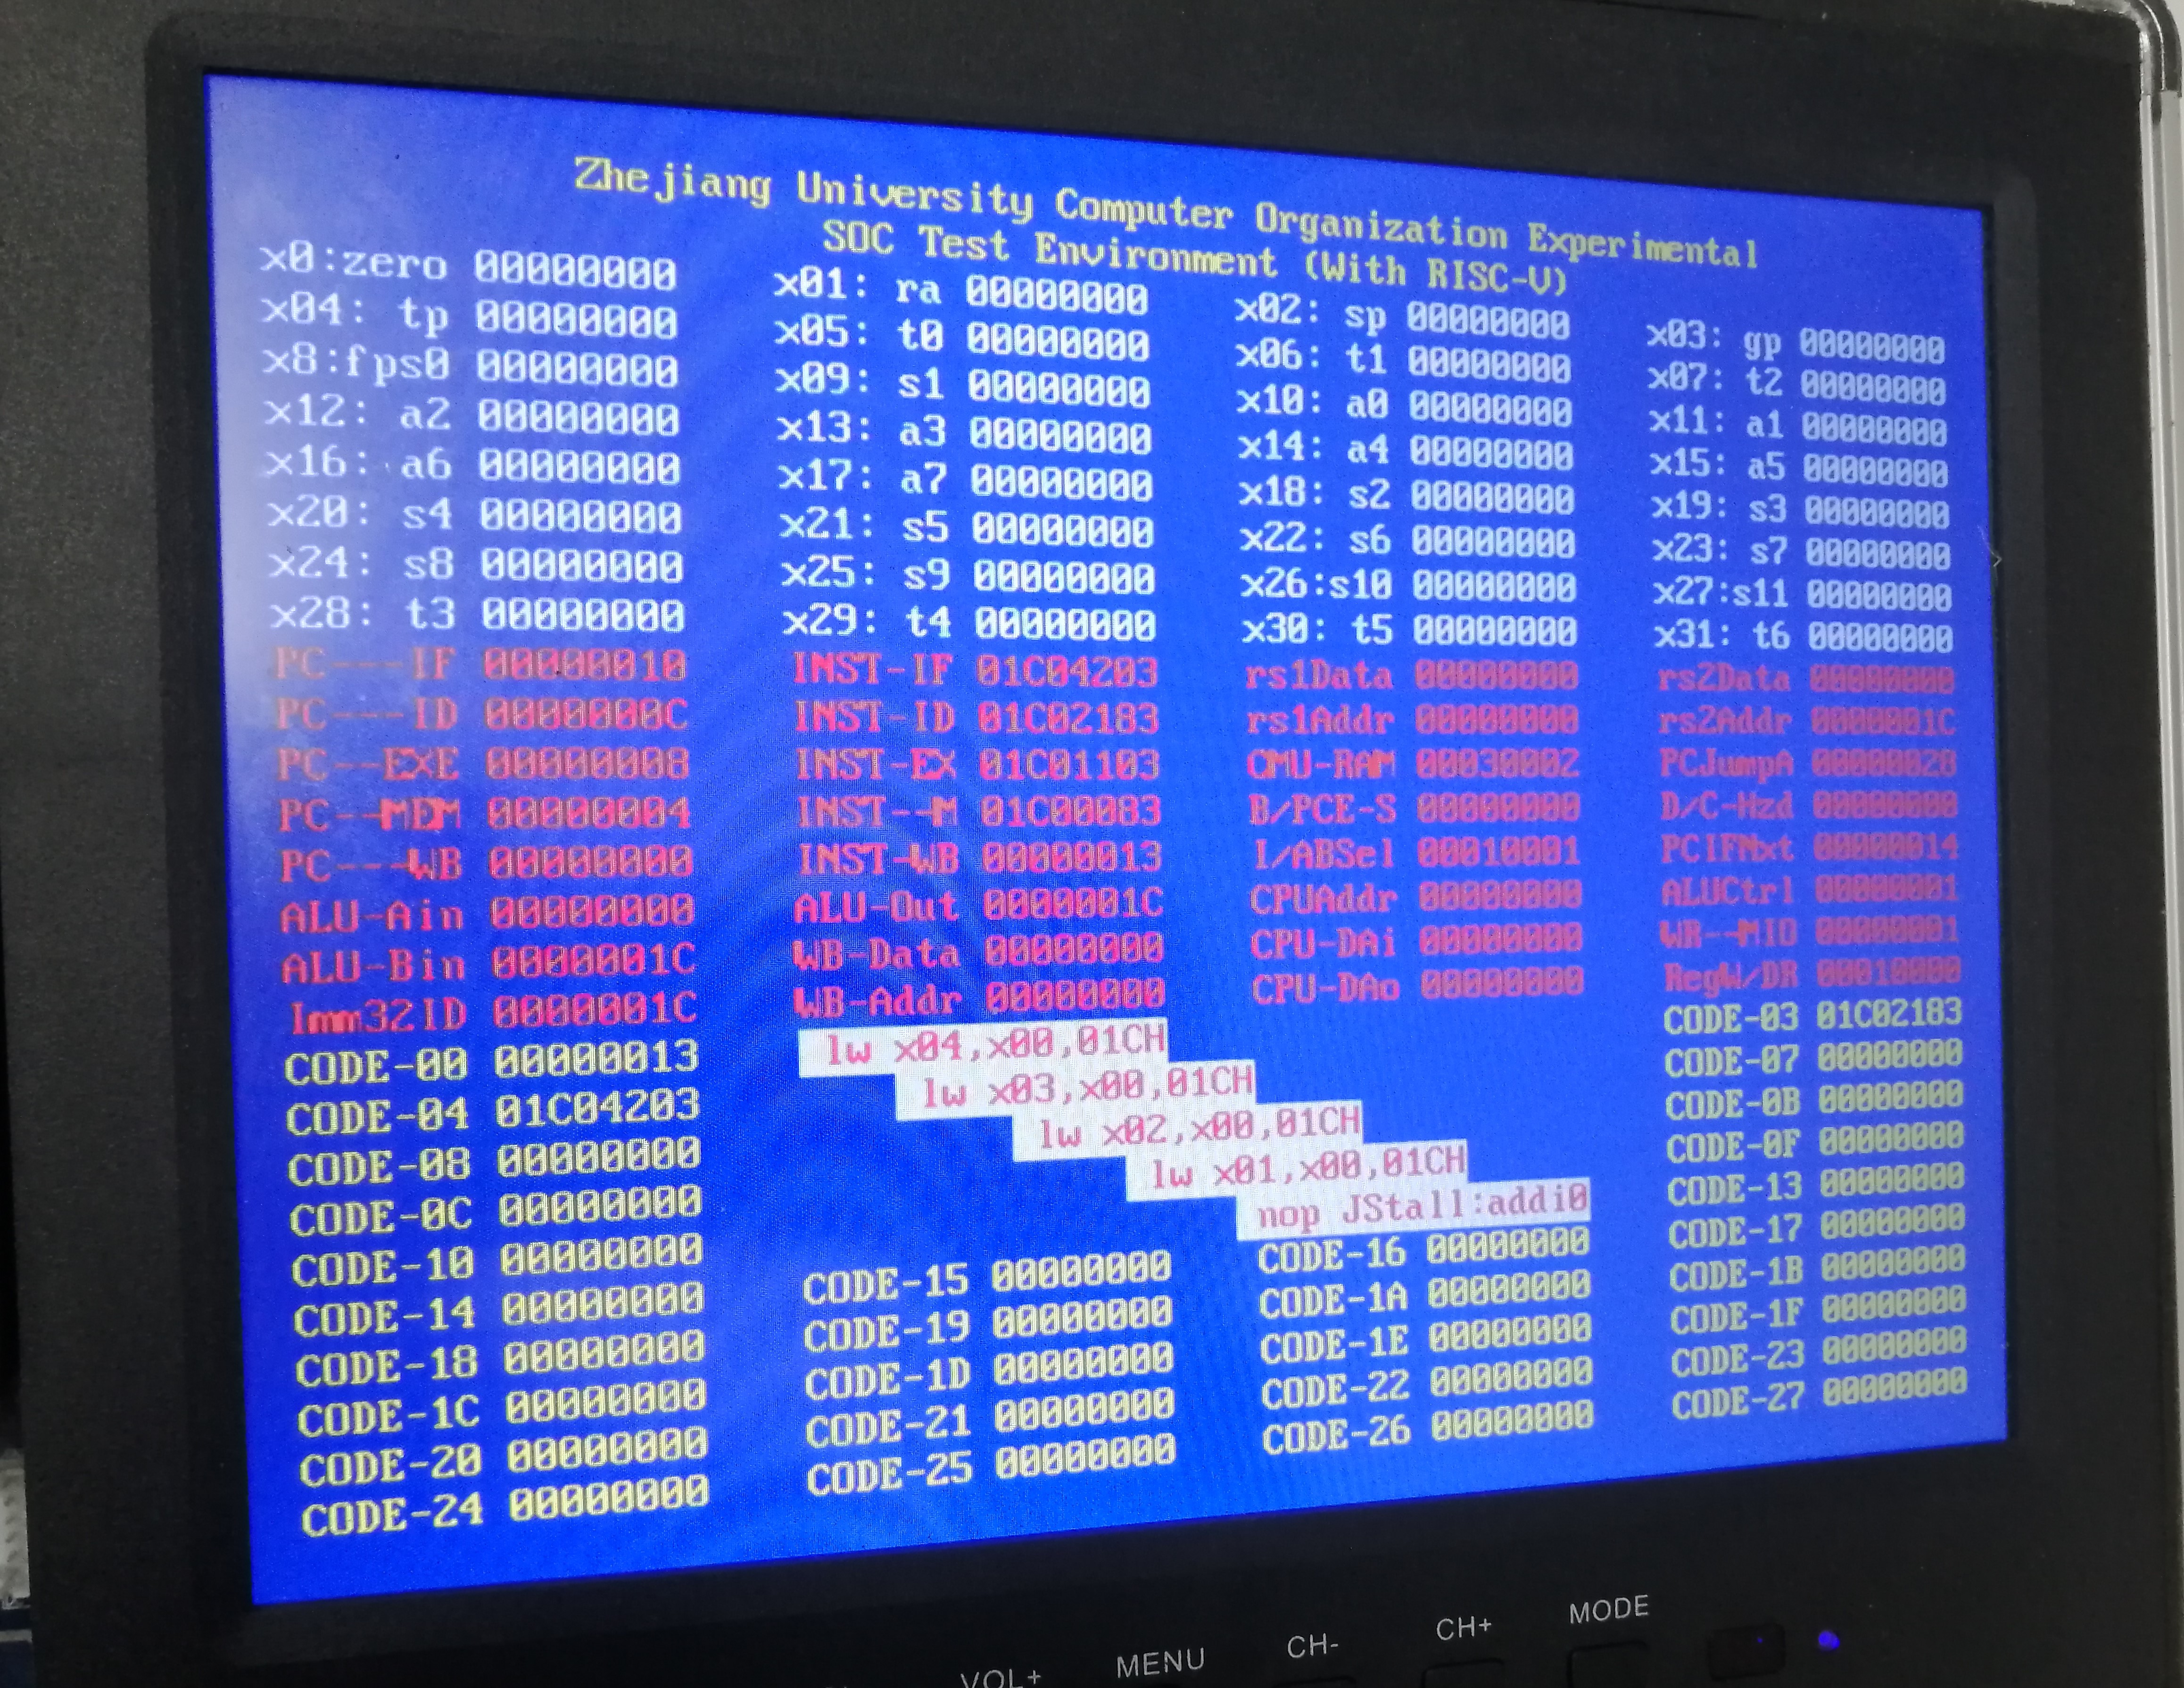 Zhejiang University Computer Organization Experimental
SOC Test Environment (With RISC-V)
x0:zero 00000000 x01: ra 00000000 x02: sp 00000000 x03: gp 00000000
x04: tp 00000000 x05: t0 00000000 x06: t1 00000000 x07: t2 00000000
x8:fps0 00000000 x09: s1 00000000 x10: a0 00000000 x11: a1 00000000
x12: a2 00000000 x13: a3 00000000 x14: a4 00000000 x15: a5 00000000
x16: a6 00000000 x17: a7 00000000 x18: s2 00000000 x19: s3 00000000
x20: s4 00000000 x21: s5 00000000 x22: s6 00000000 x23: s7 00000000
x24: s8 00000000 x25: s9 00000000 x26:s10 00000000 x27:s11 00000000
x28: t3 00000000 x29: t4 00000000 x30: t5 00000000 x31: t6 00000000
PC---IF 00000010 INST-IF 01C04203 rs1Data 00000000 rs2Data 00000000
PC---ID 0000000C INST-ID 01C02183 rs1Addr 00000000 rs2Addr 0000001C
PC--EXE 00000008 INST-EX 01C01103 CMU-RAM 00030002 PCJumpA 00000028
PC--MEM 00000004 INST--M 01C00083 B/PCE-S 00000000 D/C-Hzd 00000000
PC---WB 00000000 INST-WB 00000013 I/ABSel 00010001 PCIFNxt 00000014
ALU-Ain 00000000 ALU-Out 0000001C CPUAddr 00000000 ALUCtrl 00000001
ALU-Bin 0000001C WB-Data 00000000 CPU-DAi 00000000 WR--MIO 00000001
Imm32ID 0000001C WB-Addr 00000000 CPU-DAo 00000000 RegW/DR 00010000
CODE-00 00000013 lw x04,x00,01CH CODE-03 01C02183
CODE-04 01C04203 lw x03,x00,01CH CODE-07 00000000
CODE-08 00000000 lw x02,x00,01CH CODE-0B 00000000
CODE-0C 00000000 lw x01,x00,01CH CODE-0F 00000000
CODE-10 00000000 nop JStall:addi0 CODE-13 00000000
CODE-14 00000000 CODE-15 00000000 CODE-16 00000000 CODE-17 00000000
CODE-18 00000000 CODE-19 00000000 CODE-1A 00000000 CODE-1B 00000000
CODE-1C 00000000 CODE-1D 00000000 CODE-1E 00000000 CODE-1F 00000000
CODE-20 00000000 CODE-21 00000000 CODE-22 00000000 CODE-23 00000000
CODE-24 00000000 CODE-25 00000000 CODE-26 00000000 CODE-27 00000000
VOL+ MENU CH- CH+ MODE